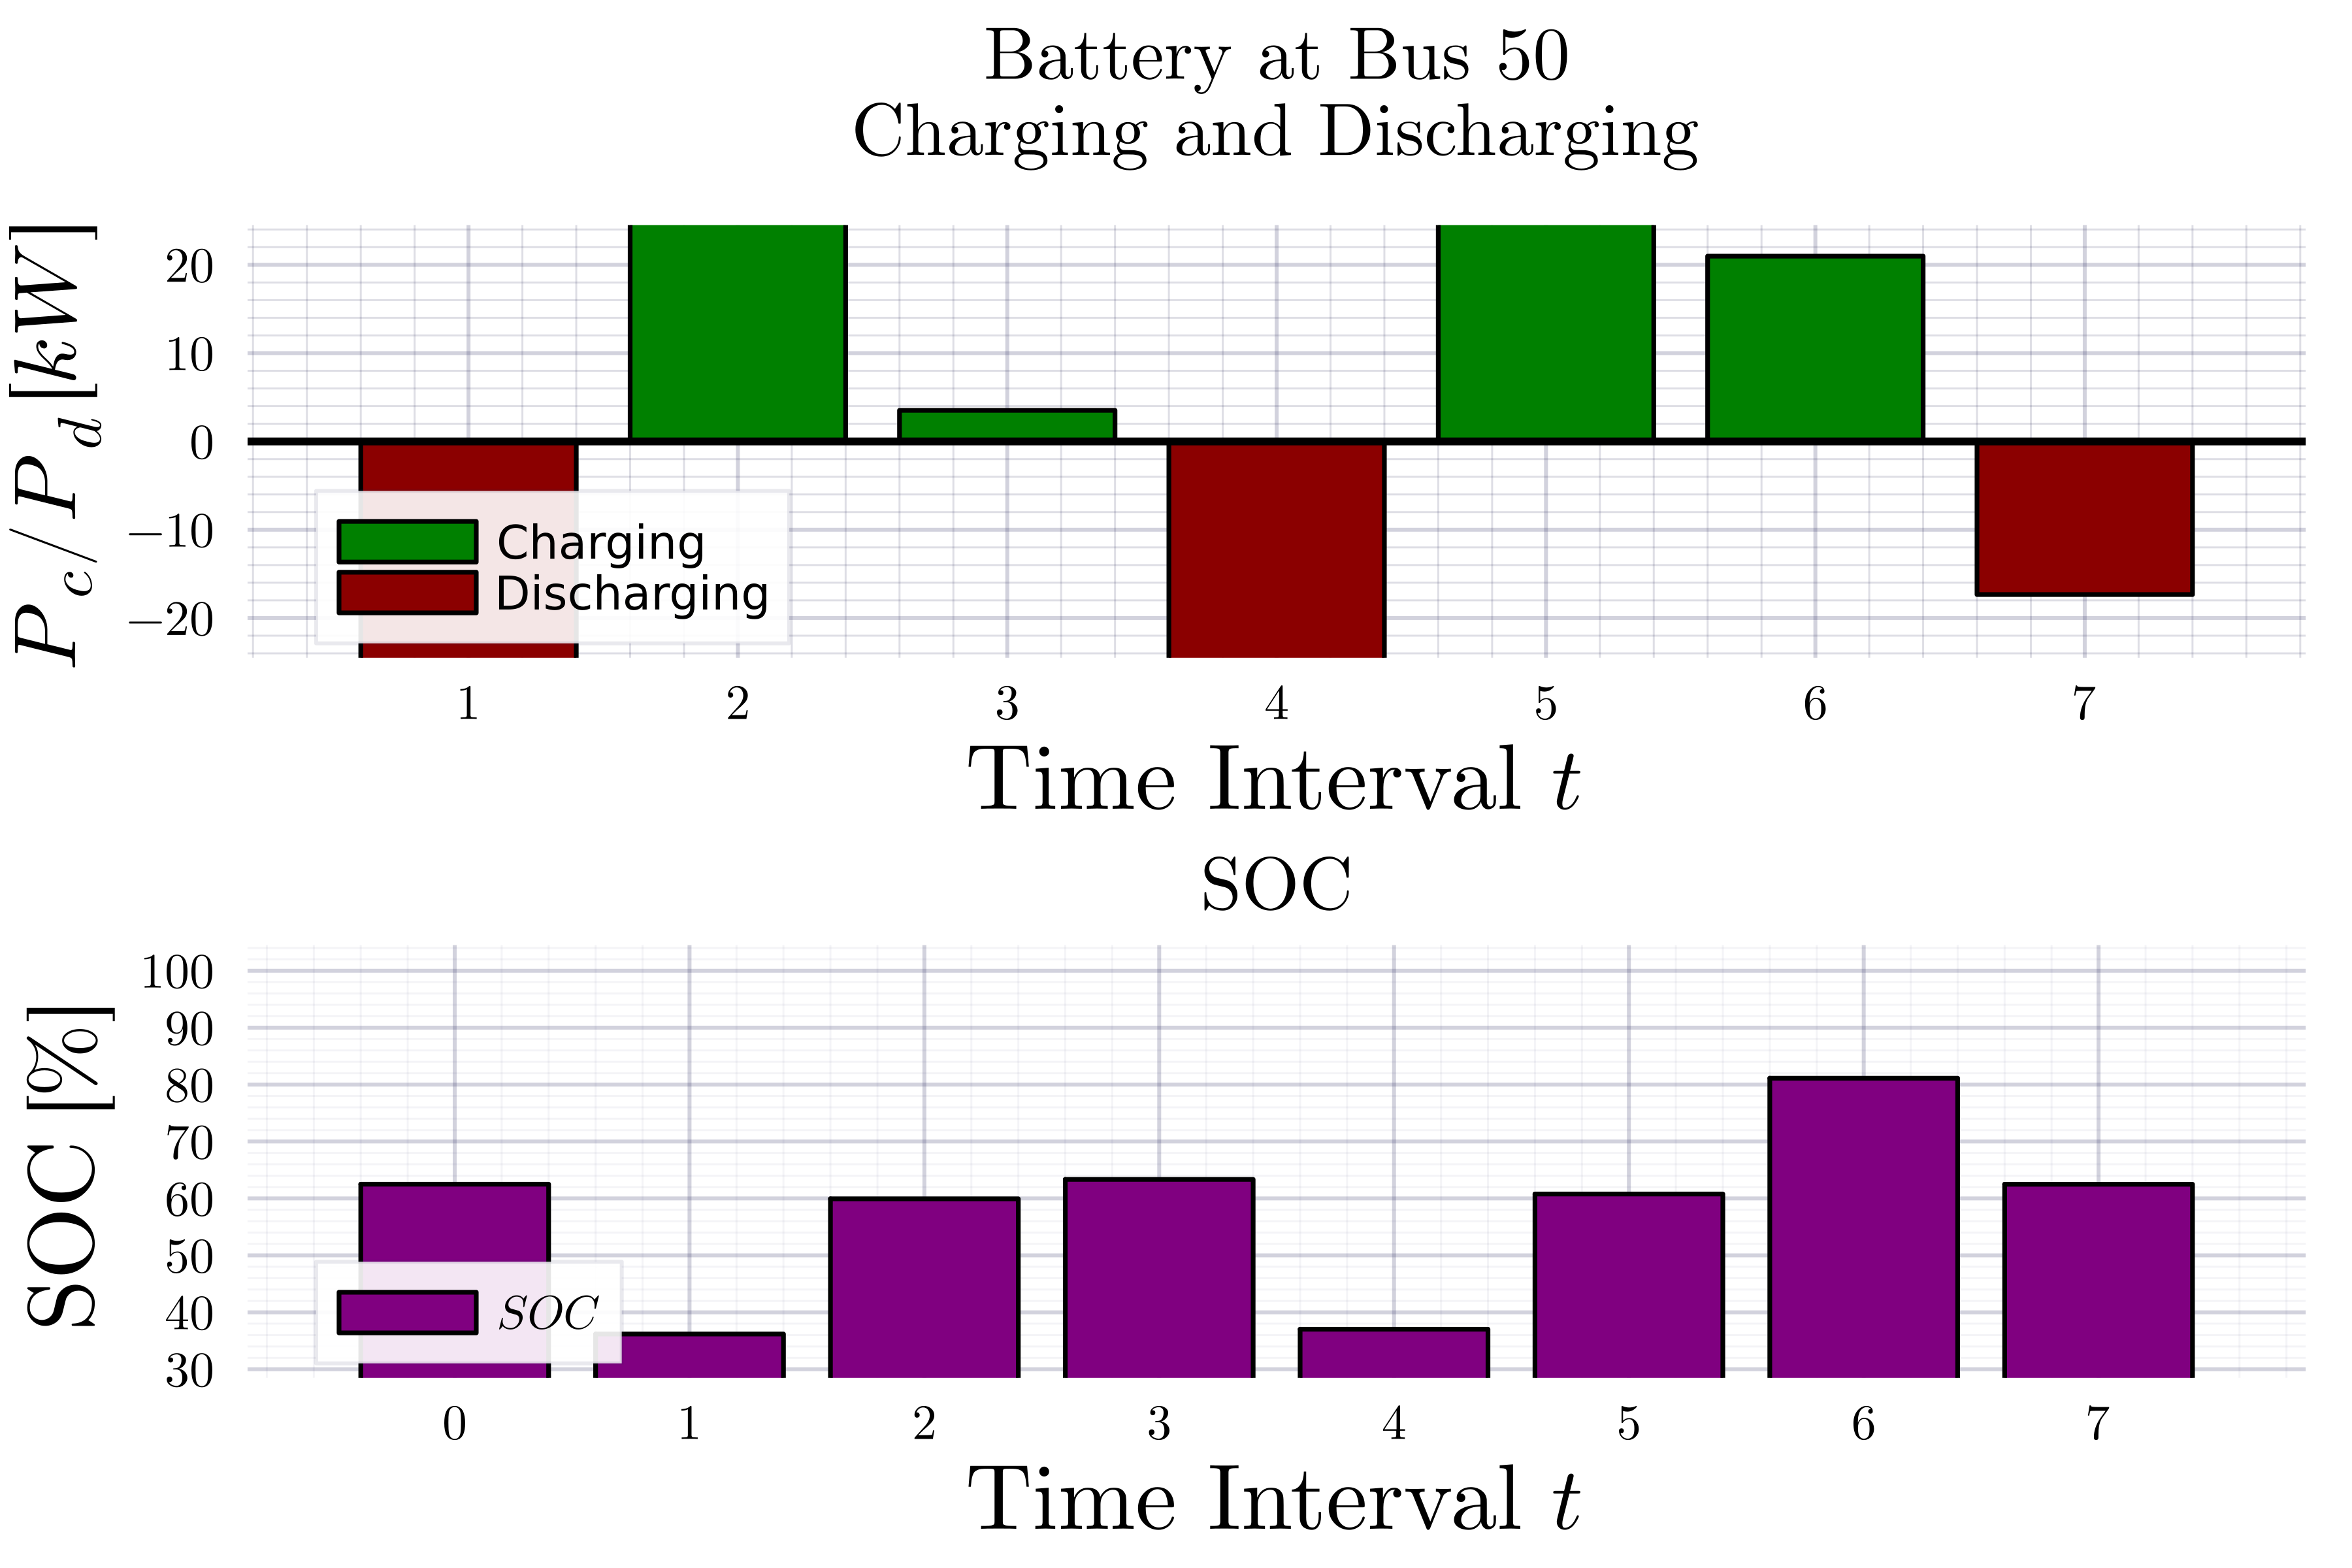 Battery at Bus 50
Charging and Discharging
P_c/P_d [kW]
20
10
0
−10
−20
Charging
Discharging
1 2 3 4 5 6 7
Time Interval t
SOC
SOC [%]
100
90
80
70
60
50
40
30
SOC
0 1 2 3 4 5 6 7
Time Interval t